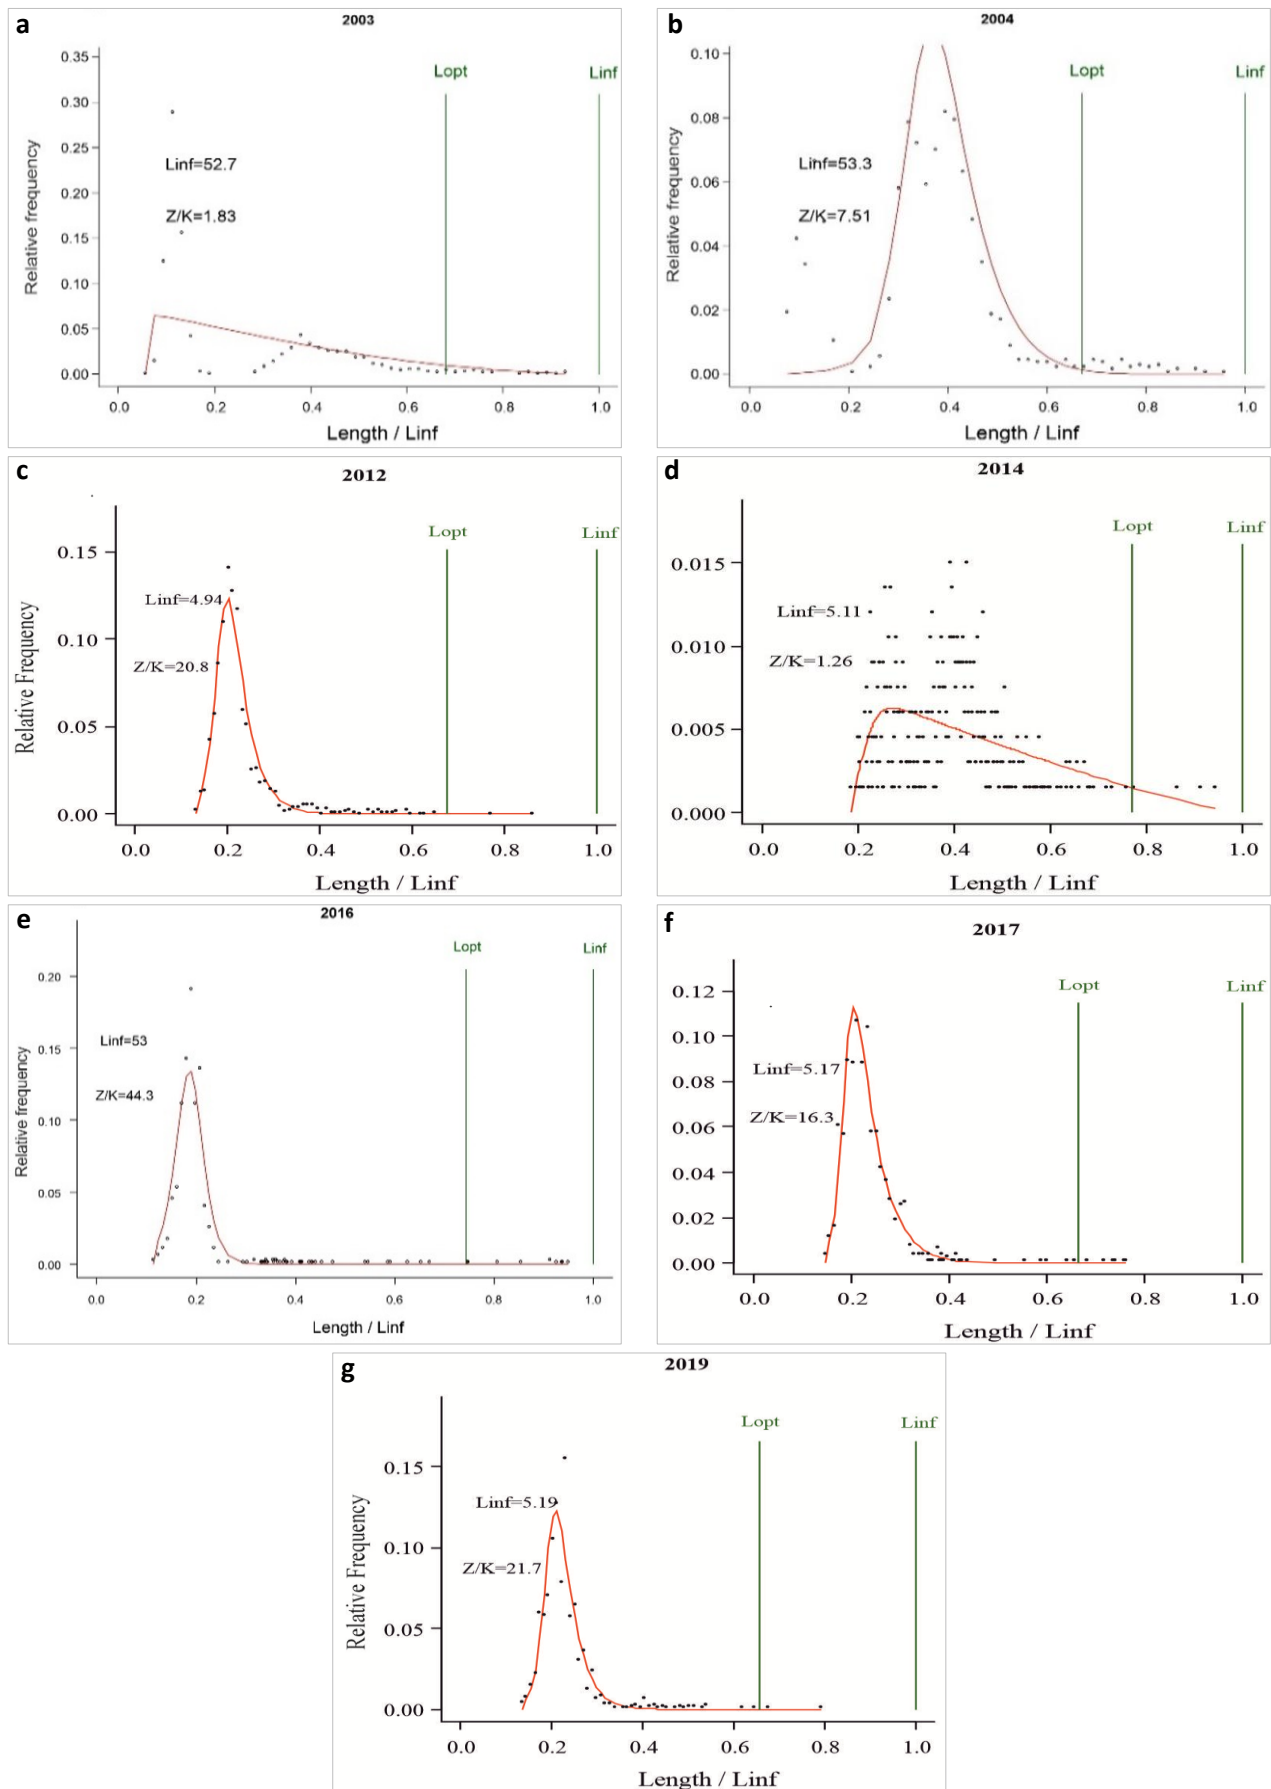 a
2003
0.35
0.30
0.25
0.20
0.15
0.10
0.05
0.00
Relative frequency
Lopt
Linf
Linf=52.7
Z/K=1.83
0.0 0.2 0.4 0.6 0.8 1.0
Length / Linf
b
2004
0.10
0.08
0.06
0.04
0.02
0.00
Relative frequency
Lopt
Linf
Linf=53.3
Z/K=7.51
0.0 0.2 0.4 0.6 0.8 1.0
Length / Linf
c
2012
0.15
0.10
0.05
0.00
Relative Frequency
Lopt
Linf
Linf=4.94
Z/K=20.8
0.0 0.2 0.4 0.6 0.8 1.0
Length / Linf
d
2014
0.015
0.010
0.005
0.000
Lopt
Linf
Linf=5.11
Z/K=1.26
0.0 0.2 0.4 0.6 0.8 1.0
Length / Linf
e
2016
0.20
0.15
0.10
0.05
0.00
Relative frequency
Lopt
Linf
Linf=53
Z/K=44.3
0.0 0.2 0.4 0.6 0.8 1.0
Length / Linf
f
2017
0.12
0.10
0.08
0.06
0.04
0.02
0.00
Lopt
Linf
Linf=5.17
Z/K=16.3
0.0 0.2 0.4 0.6 0.8 1.0
Length / Linf
g
2019
0.15
0.10
0.05
0.00
Relative Frequency
Lopt
Linf
Linf=5.19
Z/K=21.7
0.0 0.2 0.4 0.6 0.8 1.0
Length / Linf